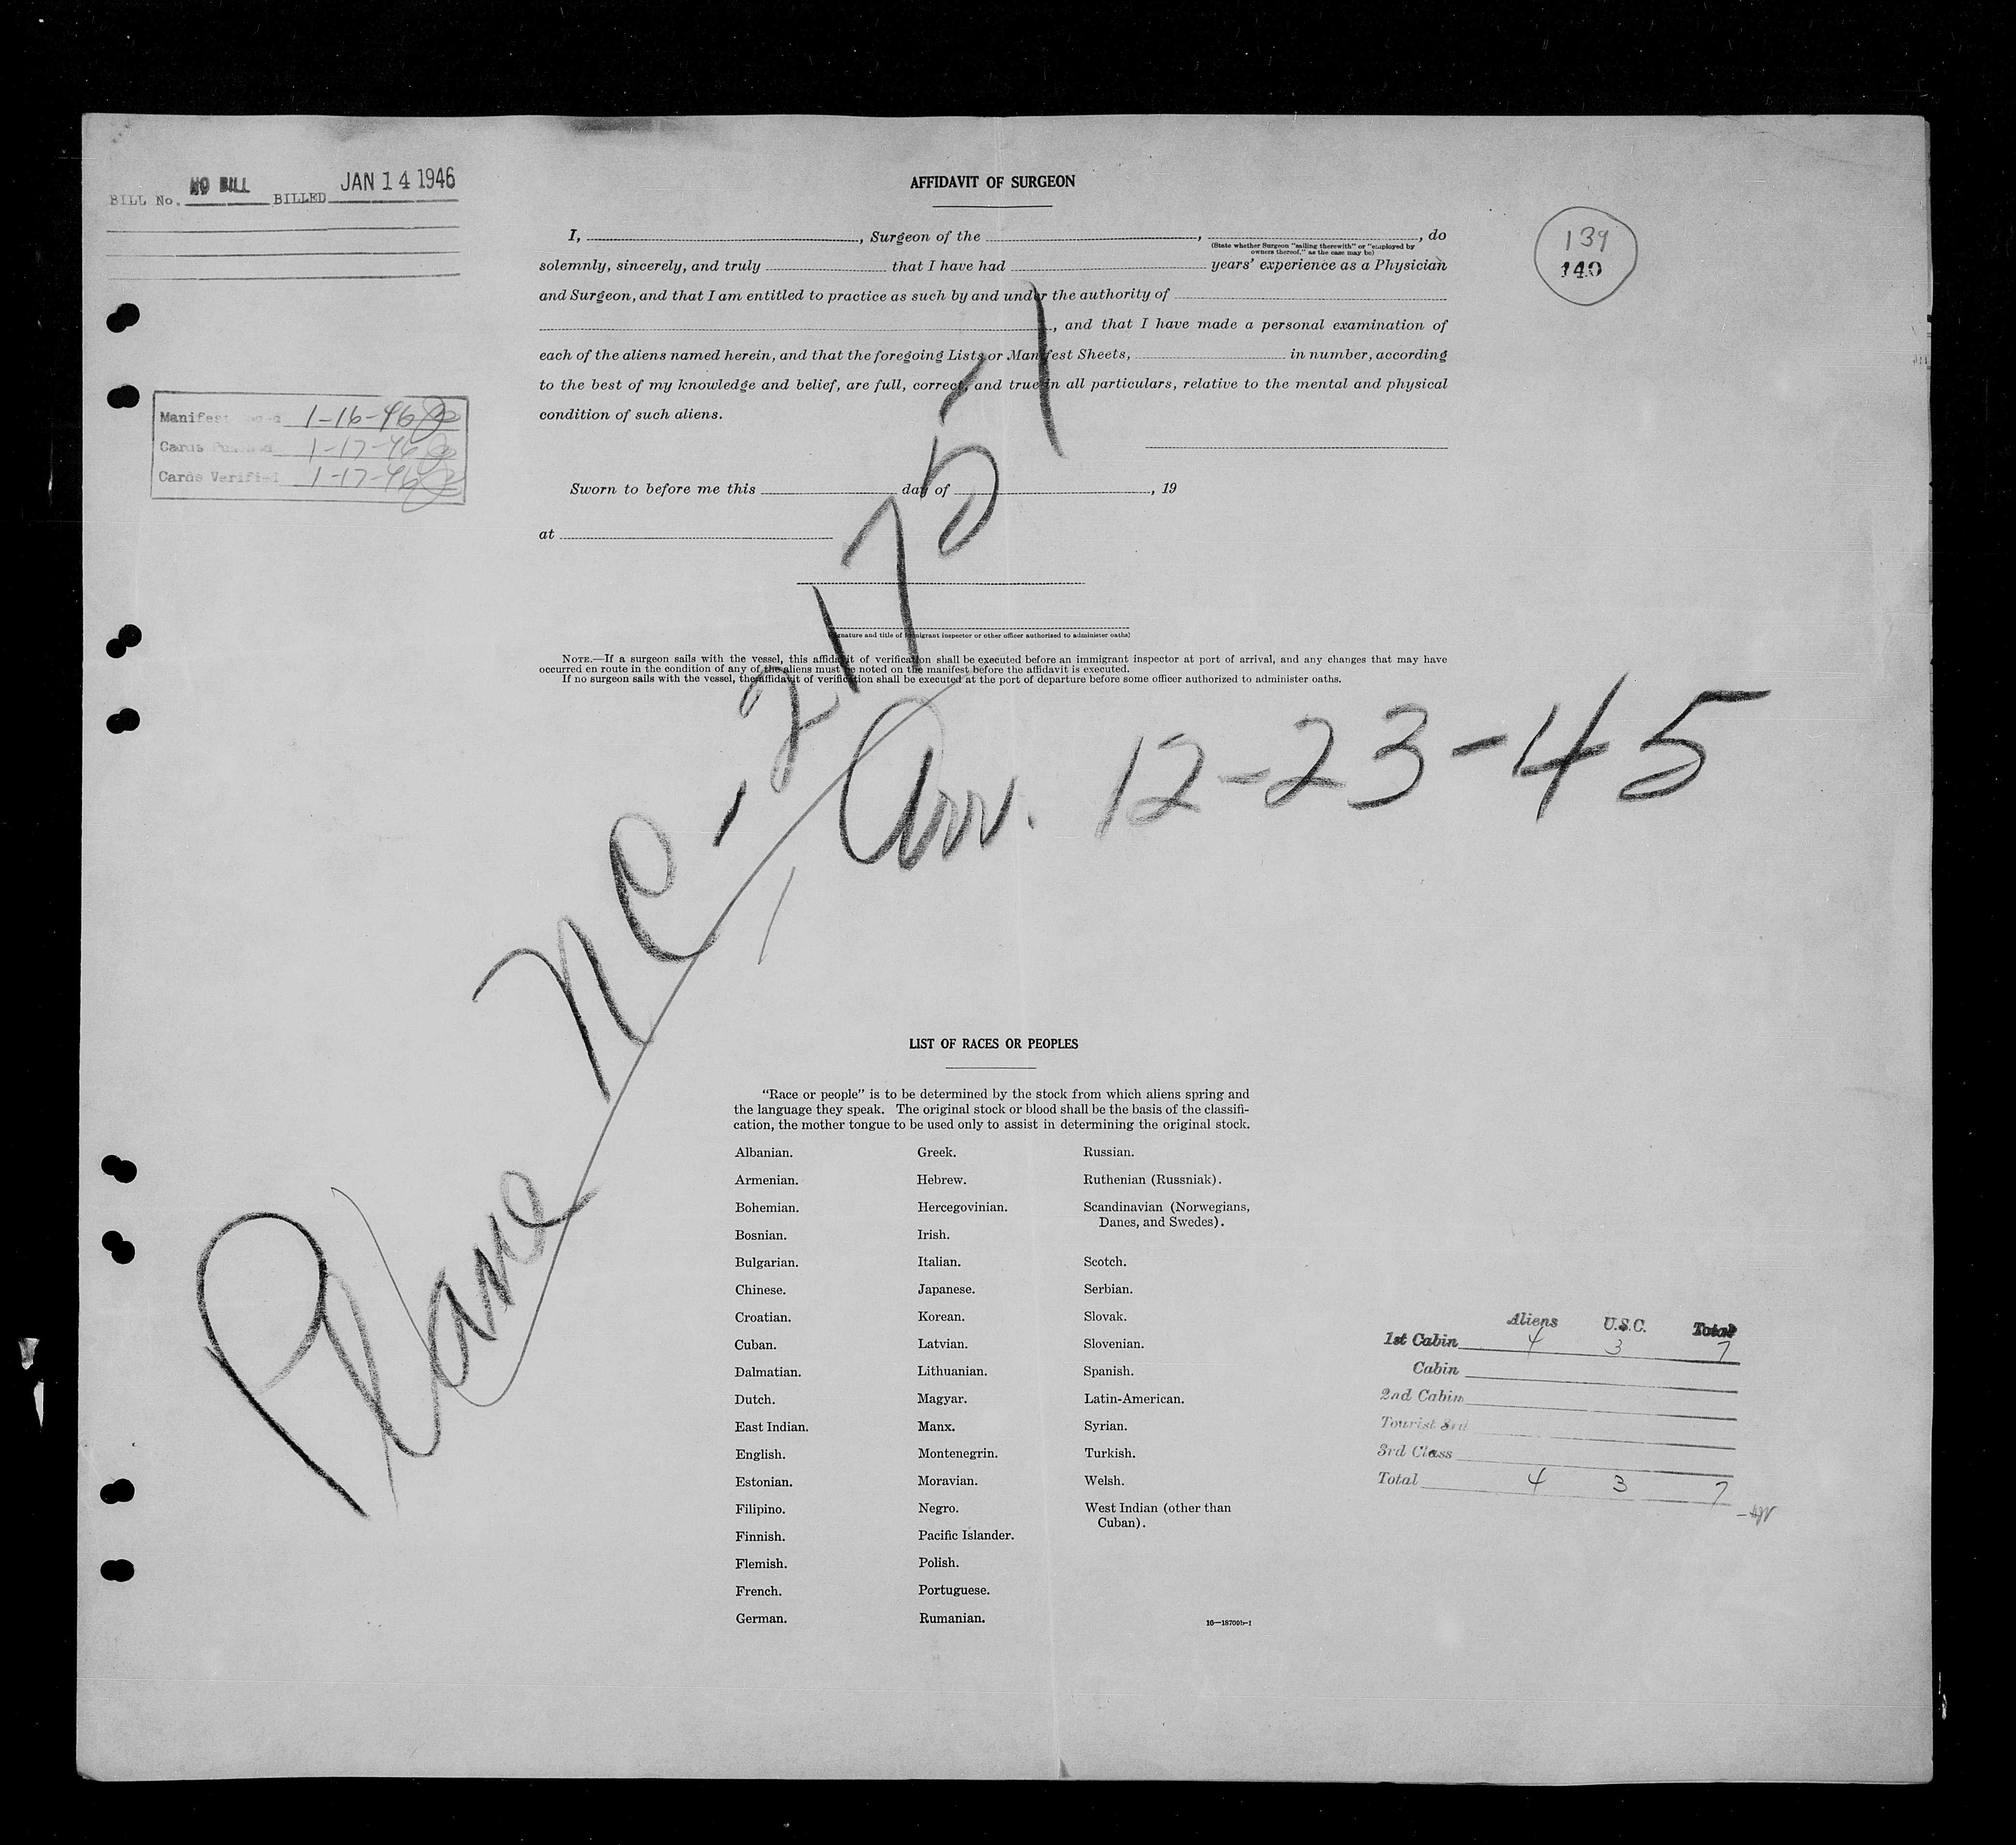 BILL No. NO BILL BILLED JAN 14 1946
AFFIDAVIT OF SURGEON
139
140
I, , Surgeon of the , , do
(State whether Surgeon "sailing therewith" or "employed by
owners thereof," as the case may be)
solemnly, sincerely, and truly that I have had years' experience as a Physician
and Surgeon, and that I am entitled to practice as such by and under the authority of
, and that I have made a personal examination of
each of the aliens named herein, and that the foregoing Lists or Manifest Sheets, in number, according
to the best of my knowledge and belief, are full, correct, and true in all particulars, relative to the mental and physical
condition of such aliens.
Manifest 1-16-46
Cards Punched 1-17-46
Cards Verified 1-17-46
Sworn to before me this day of , 19
at
(Signature and title of immigrant inspector or other officer authorized to administer oaths)
NOTE.—If a surgeon sails with the vessel, this affidavit of verification shall be executed before an immigrant inspector at port of arrival, and any changes that may have
occurred en route in the condition of any of the aliens must be noted on the manifest before the affidavit is executed.
If no surgeon sails with the vessel, the affidavit of verification shall be executed at the port of departure before some officer authorized to administer oaths.
Plane NC-
Arr. 12-23-45
LIST OF RACES OR PEOPLES
"Race or people" is to be determined by the stock from which aliens spring and
the language they speak. The original stock or blood shall be the basis of the classifi-
cation, the mother tongue to be used only to assist in determining the original stock.
Albanian.
Armenian.
Bohemian.
Bosnian.
Bulgarian.
Chinese.
Croatian.
Cuban.
Dalmatian.
Dutch.
East Indian.
English.
Estonian.
Filipino.
Finnish.
Flemish.
French.
German.
Greek.
Hebrew.
Hercegovinian.
Irish.
Italian.
Japanese.
Korean.
Latvian.
Lithuanian.
Magyar.
Manx.
Montenegrin.
Moravian.
Negro.
Pacific Islander.
Polish.
Portuguese.
Rumanian.
Russian.
Ruthenian (Russniak).
Scandinavian (Norwegians,
Danes, and Swedes).
Scotch.
Serbian.
Slovak.
Slovenian.
Spanish.
Latin-American.
Syrian.
Turkish.
Welsh.
West Indian (other than
Cuban).
16—18709b-1
Aliens U.S.C. Total
1st Cabin 4 3 7
Cabin
2nd Cabin
Tourist 3rd
3rd Class
Total 4 3 7